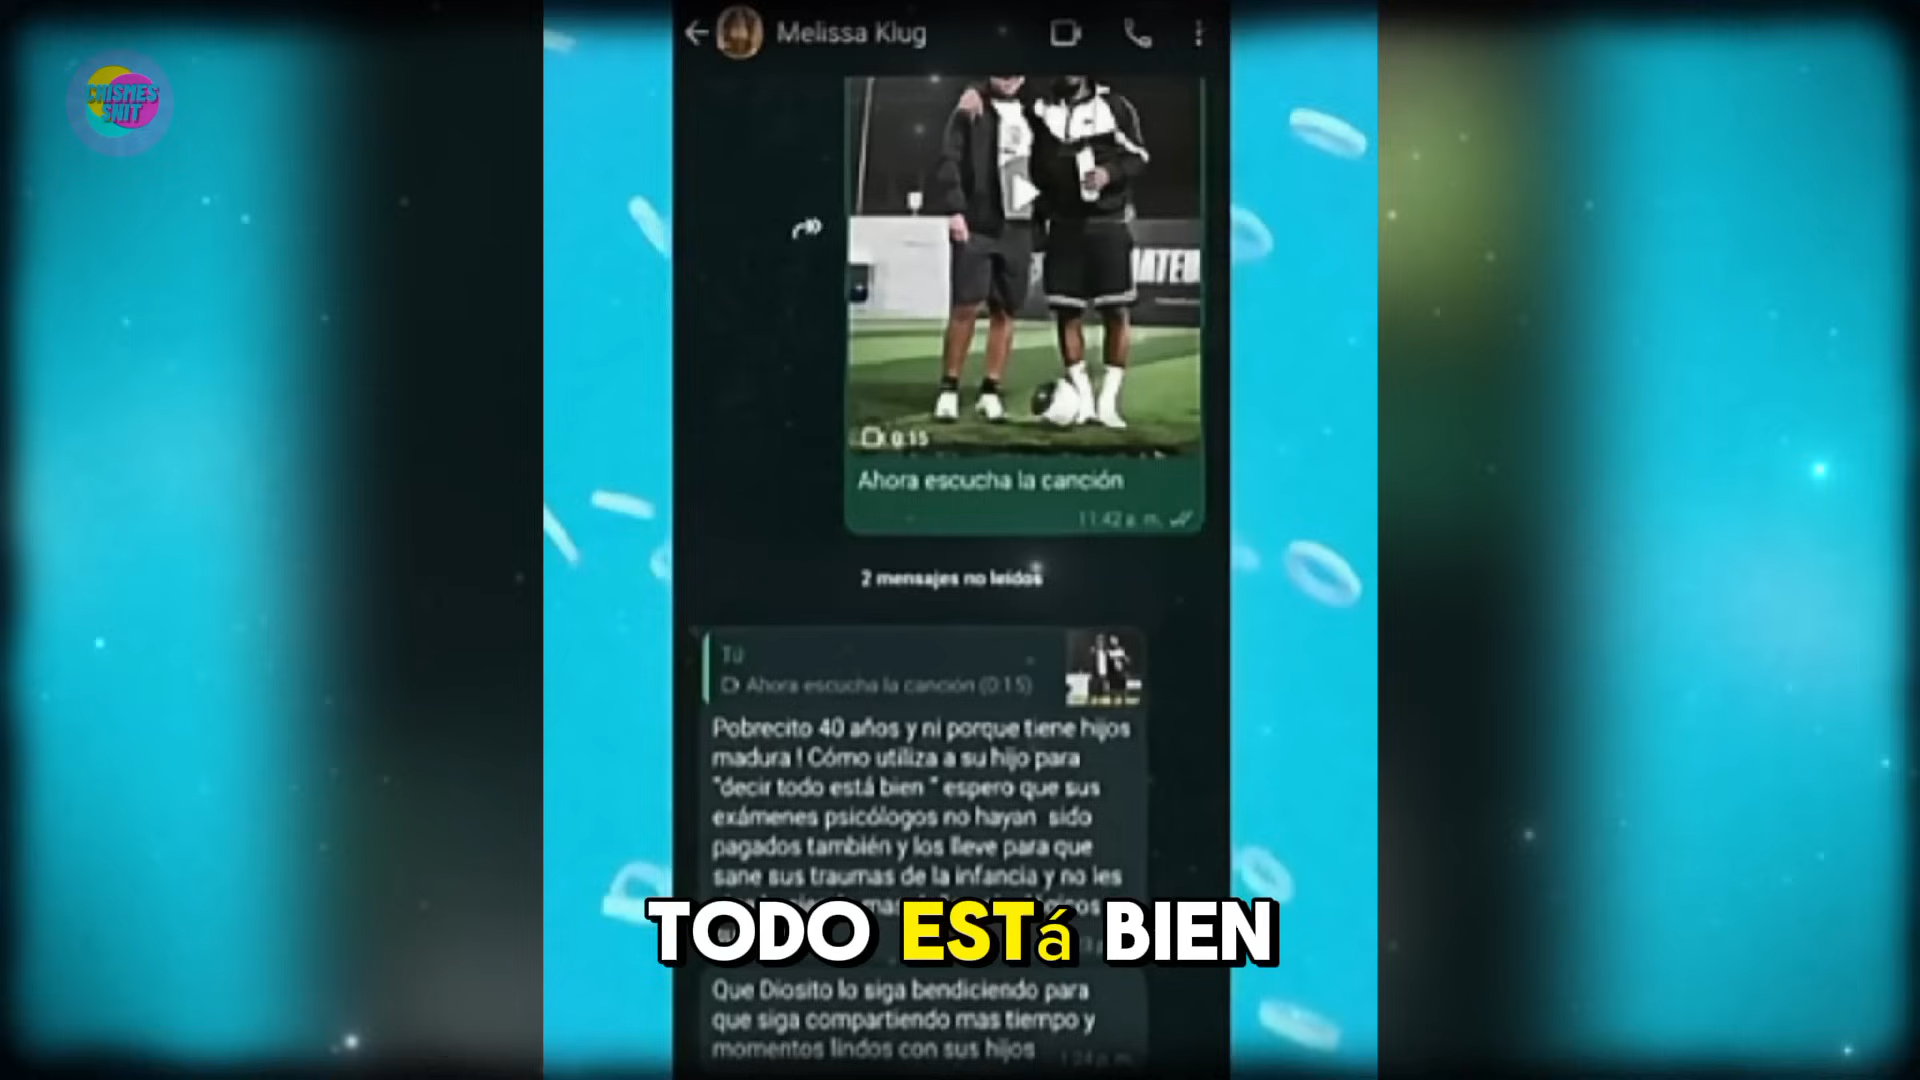 Melissa Klug
CHISMES
SNIT
ATEU
0:15
Ahora escucha la canción
11:42 p. m.
2 mensajes no leídos
Tú
Ahora escucha la canción (0:15)
Pobrecito 40 años y ni porque tiene hijos
madura ! Cómo utiliza a su hijo para
"decir todo está bien " espero que sus
exámenes psicólogos no hayan sido
pagados también y los lleve para que
sane sus traumas de la infancia y no les
TODO ESTá BIEN
Que Diosito lo siga bendiciendo para
que siga compartiendo mas tiempo y
momentos lindos con sus hijos
1:24 p. m.